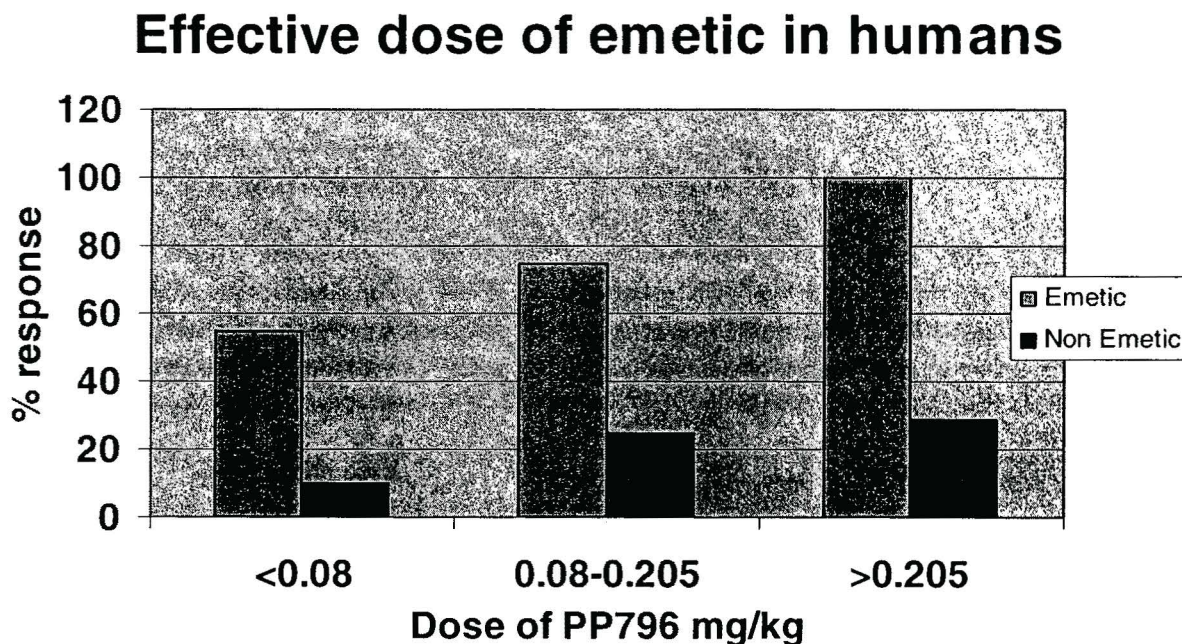 Effective dose of emetic in humans
120
100
80
60
40
20
0
% response
<0.08 0.08-0.205 >0.205
Dose of PP796 mg/kg
Emetic
Non Emetic